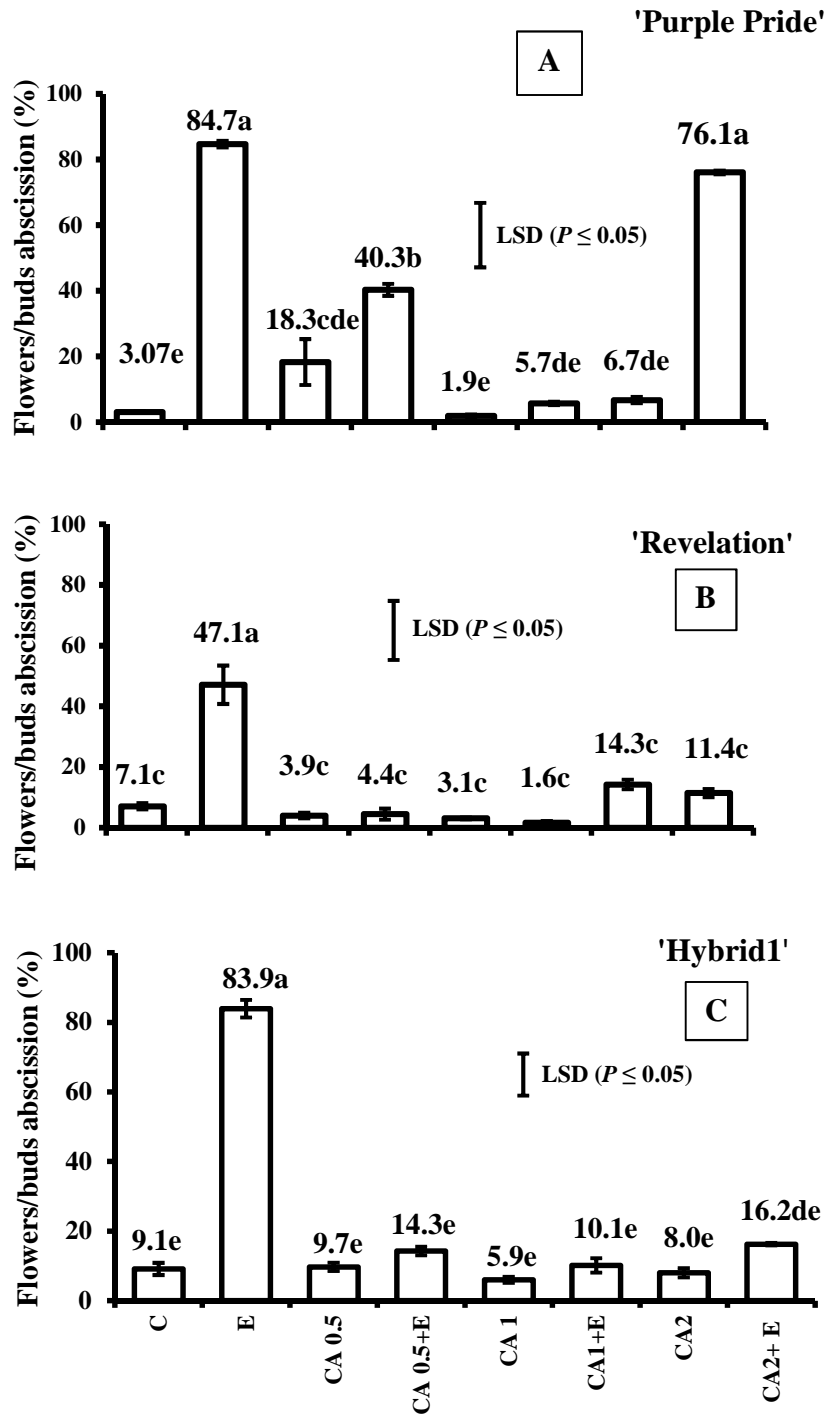 'Purple Pride'
A
Flowers/buds abscission (%)
100
80
60
40
20
0
3.07e
84.7a
18.3cde
40.3b
1.9e
5.7de
6.7de
76.1a
LSD (P ≤ 0.05)
'Revelation'
B
Flowers/buds abscission (%)
100
80
60
40
20
0
7.1c
47.1a
3.9c
4.4c
3.1c
1.6c
14.3c
11.4c
LSD (P ≤ 0.05)
'Hybrid1'
C
Flowers/buds abscission (%)
100
80
60
40
20
0
9.1e
83.9a
9.7e
14.3e
5.9e
10.1e
8.0e
16.2de
LSD (P ≤ 0.05)
C
E
CA 0.5
CA 0.5+E
CA 1
CA1+E
CA2
CA2+ E